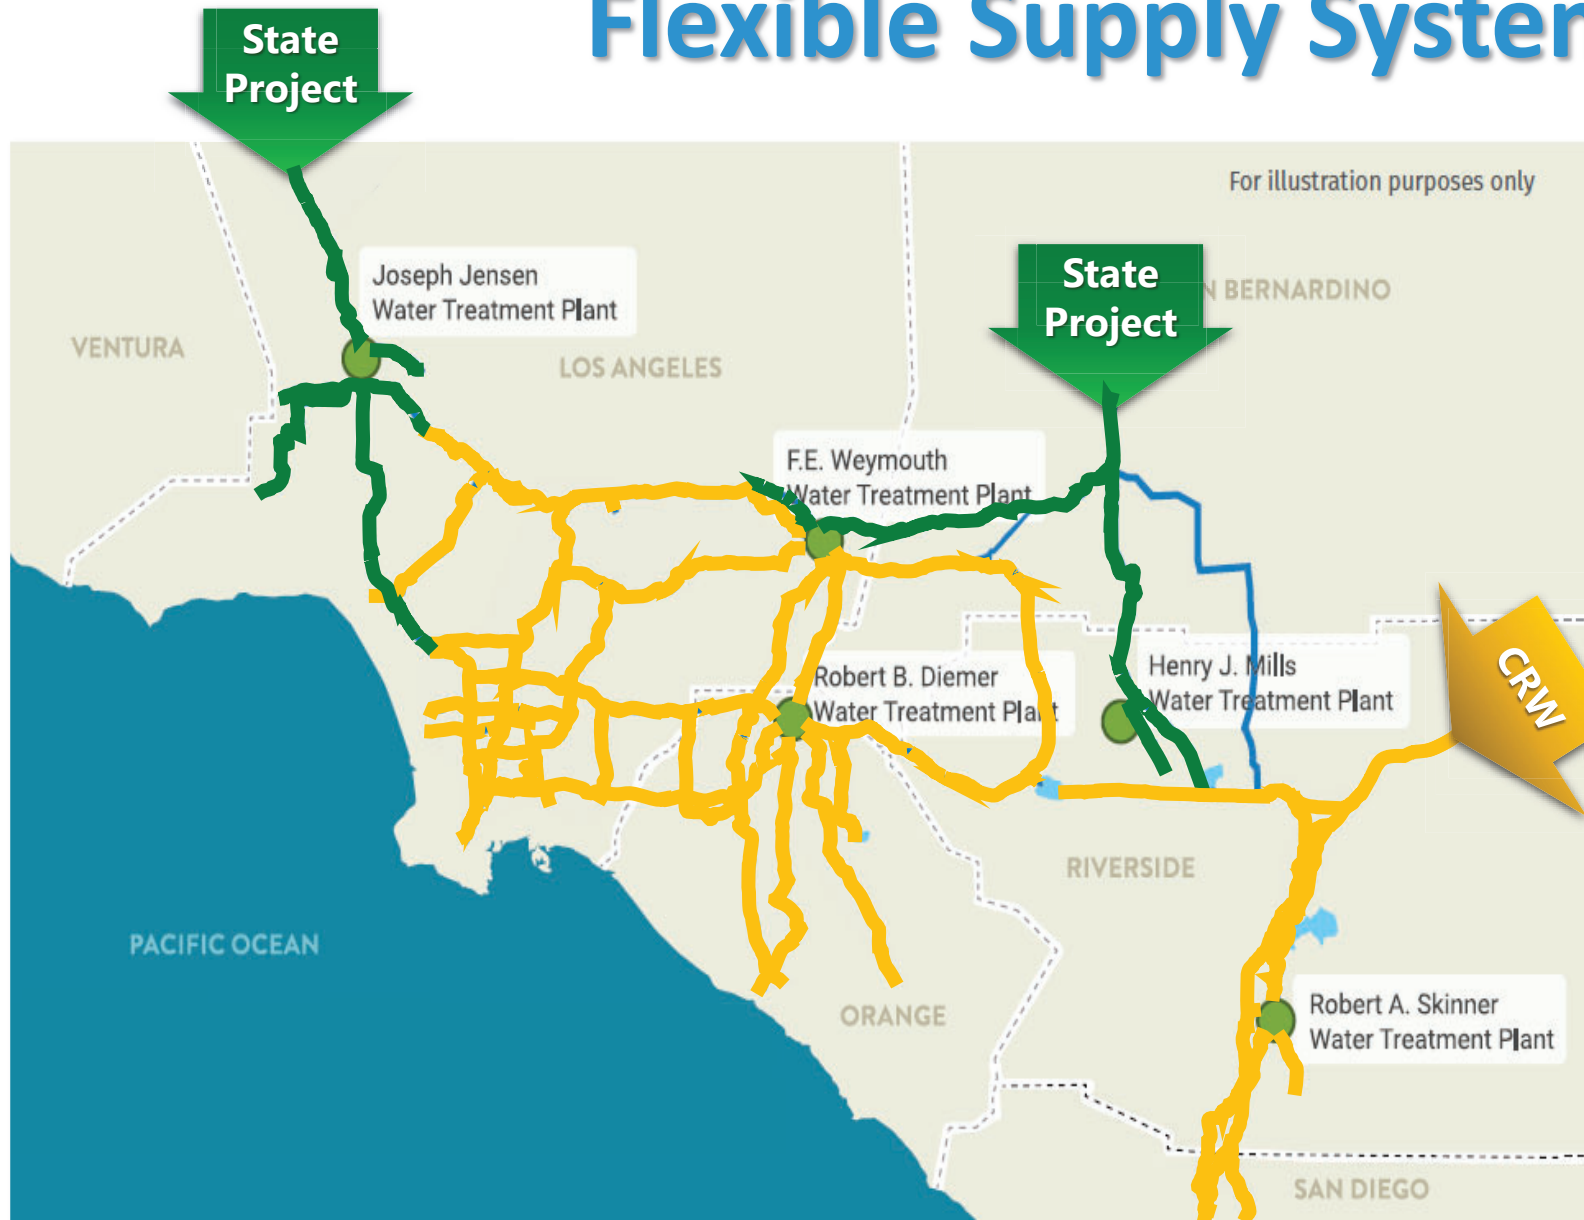 Flexible Supply System
State
Project
For illustration purposes only
Joseph Jensen
Water Treatment Plant
State
Project
N BERNARDINO
VENTURA
LOS ANGELES
F.E. Weymouth
Water Treatment Plant
Robert B. Diemer
Water Treatment Plant
Henry J. Mills
Water Treatment Plant
CRW
RIVERSIDE
PACIFIC OCEAN
ORANGE
Robert A. Skinner
Water Treatment Plant
SAN DIEGO